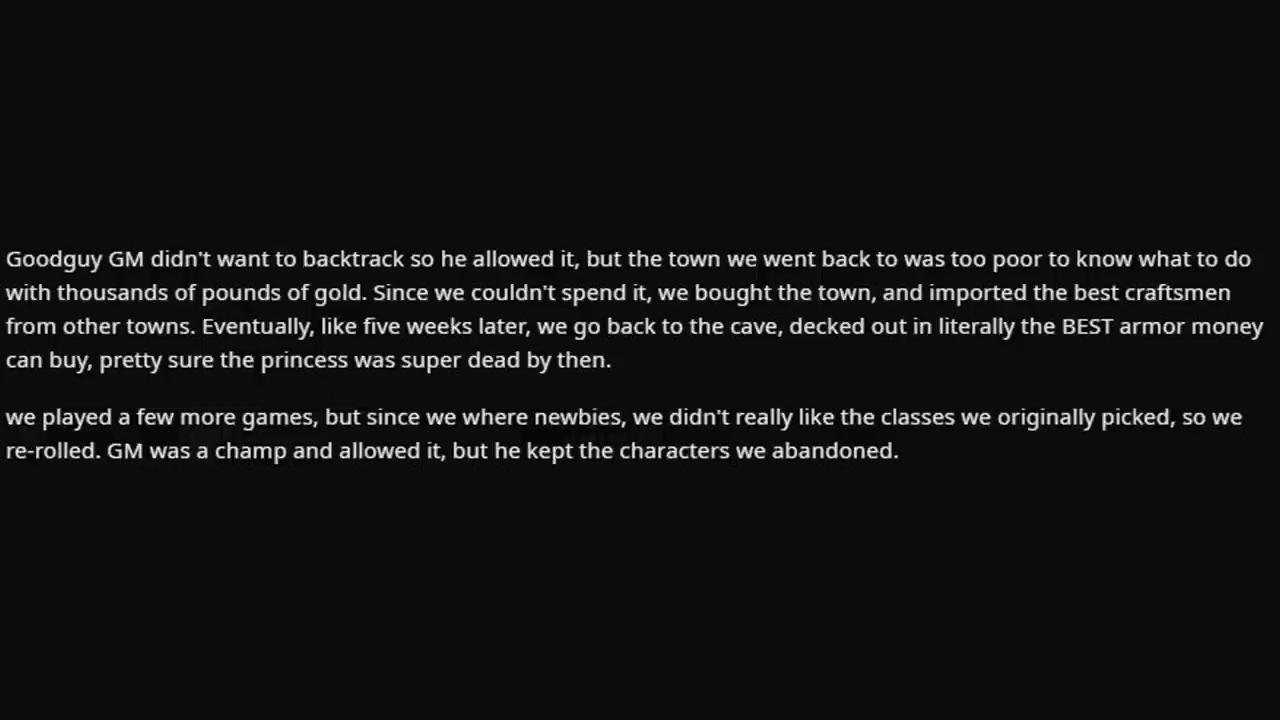 Goodguy GM didn't want to backtrack so he allowed it, but the town we went back to was too poor to know what to do
with thousands of pounds of gold. Since we couldn't spend it, we bought the town, and imported the best craftsmen
from other towns. Eventually, like five weeks later, we go back to the cave, decked out in literally the BEST armor money
can buy, pretty sure the princess was super dead by then.
we played a few more games, but since we where newbies, we didn't really like the classes we originally picked, so we
re-rolled. GM was a champ and allowed it, but he kept the characters we abandoned.